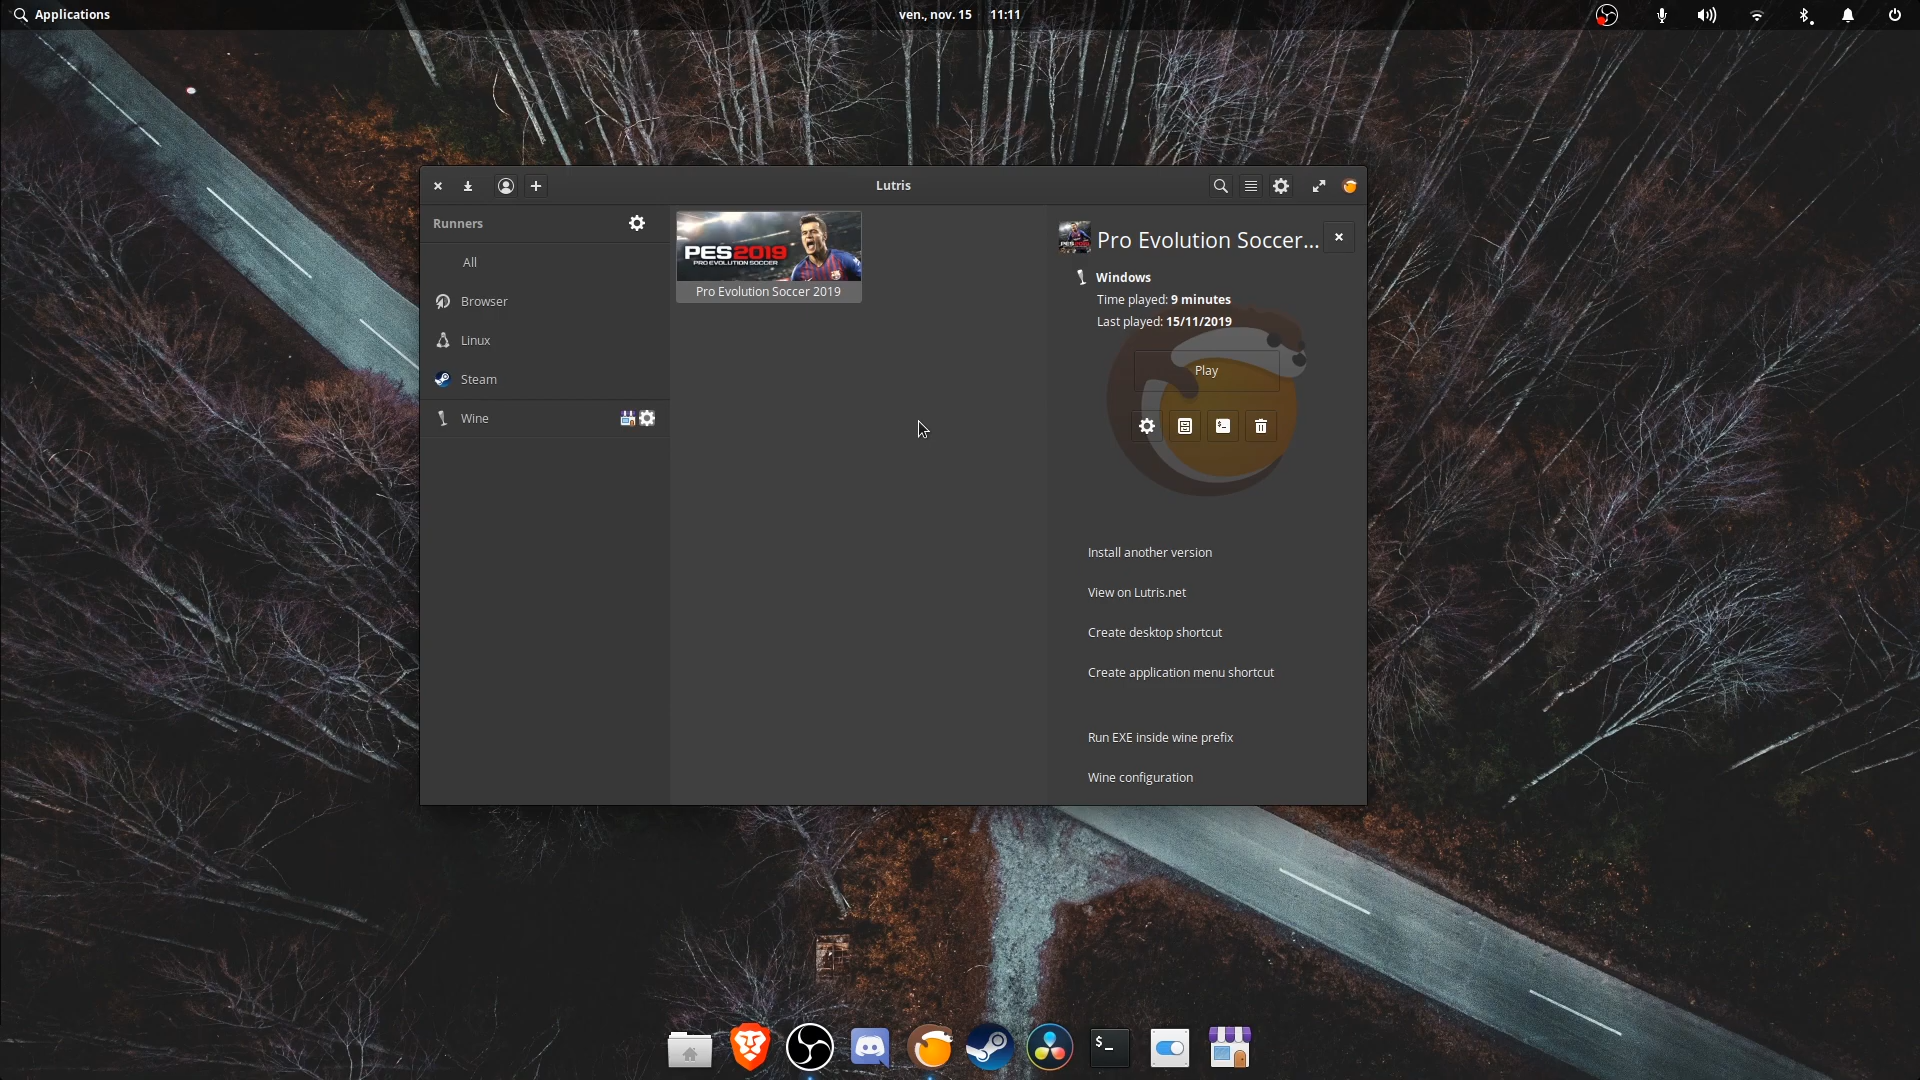 Applications
ven., nov. 15 11:11
Lutris
Runners
All
Browser
Linux
Steam
Wine
PES2019
PRO EVOLUTION SOCCER
Pro Evolution Soccer 2019
Pro Evolution Soccer...
Windows
Time played: 9 minutes
Last played: 15/11/2019
Play
Install another version
View on Lutris.net
Create desktop shortcut
Create application menu shortcut
Run EXE inside wine prefix
Wine configuration
$_